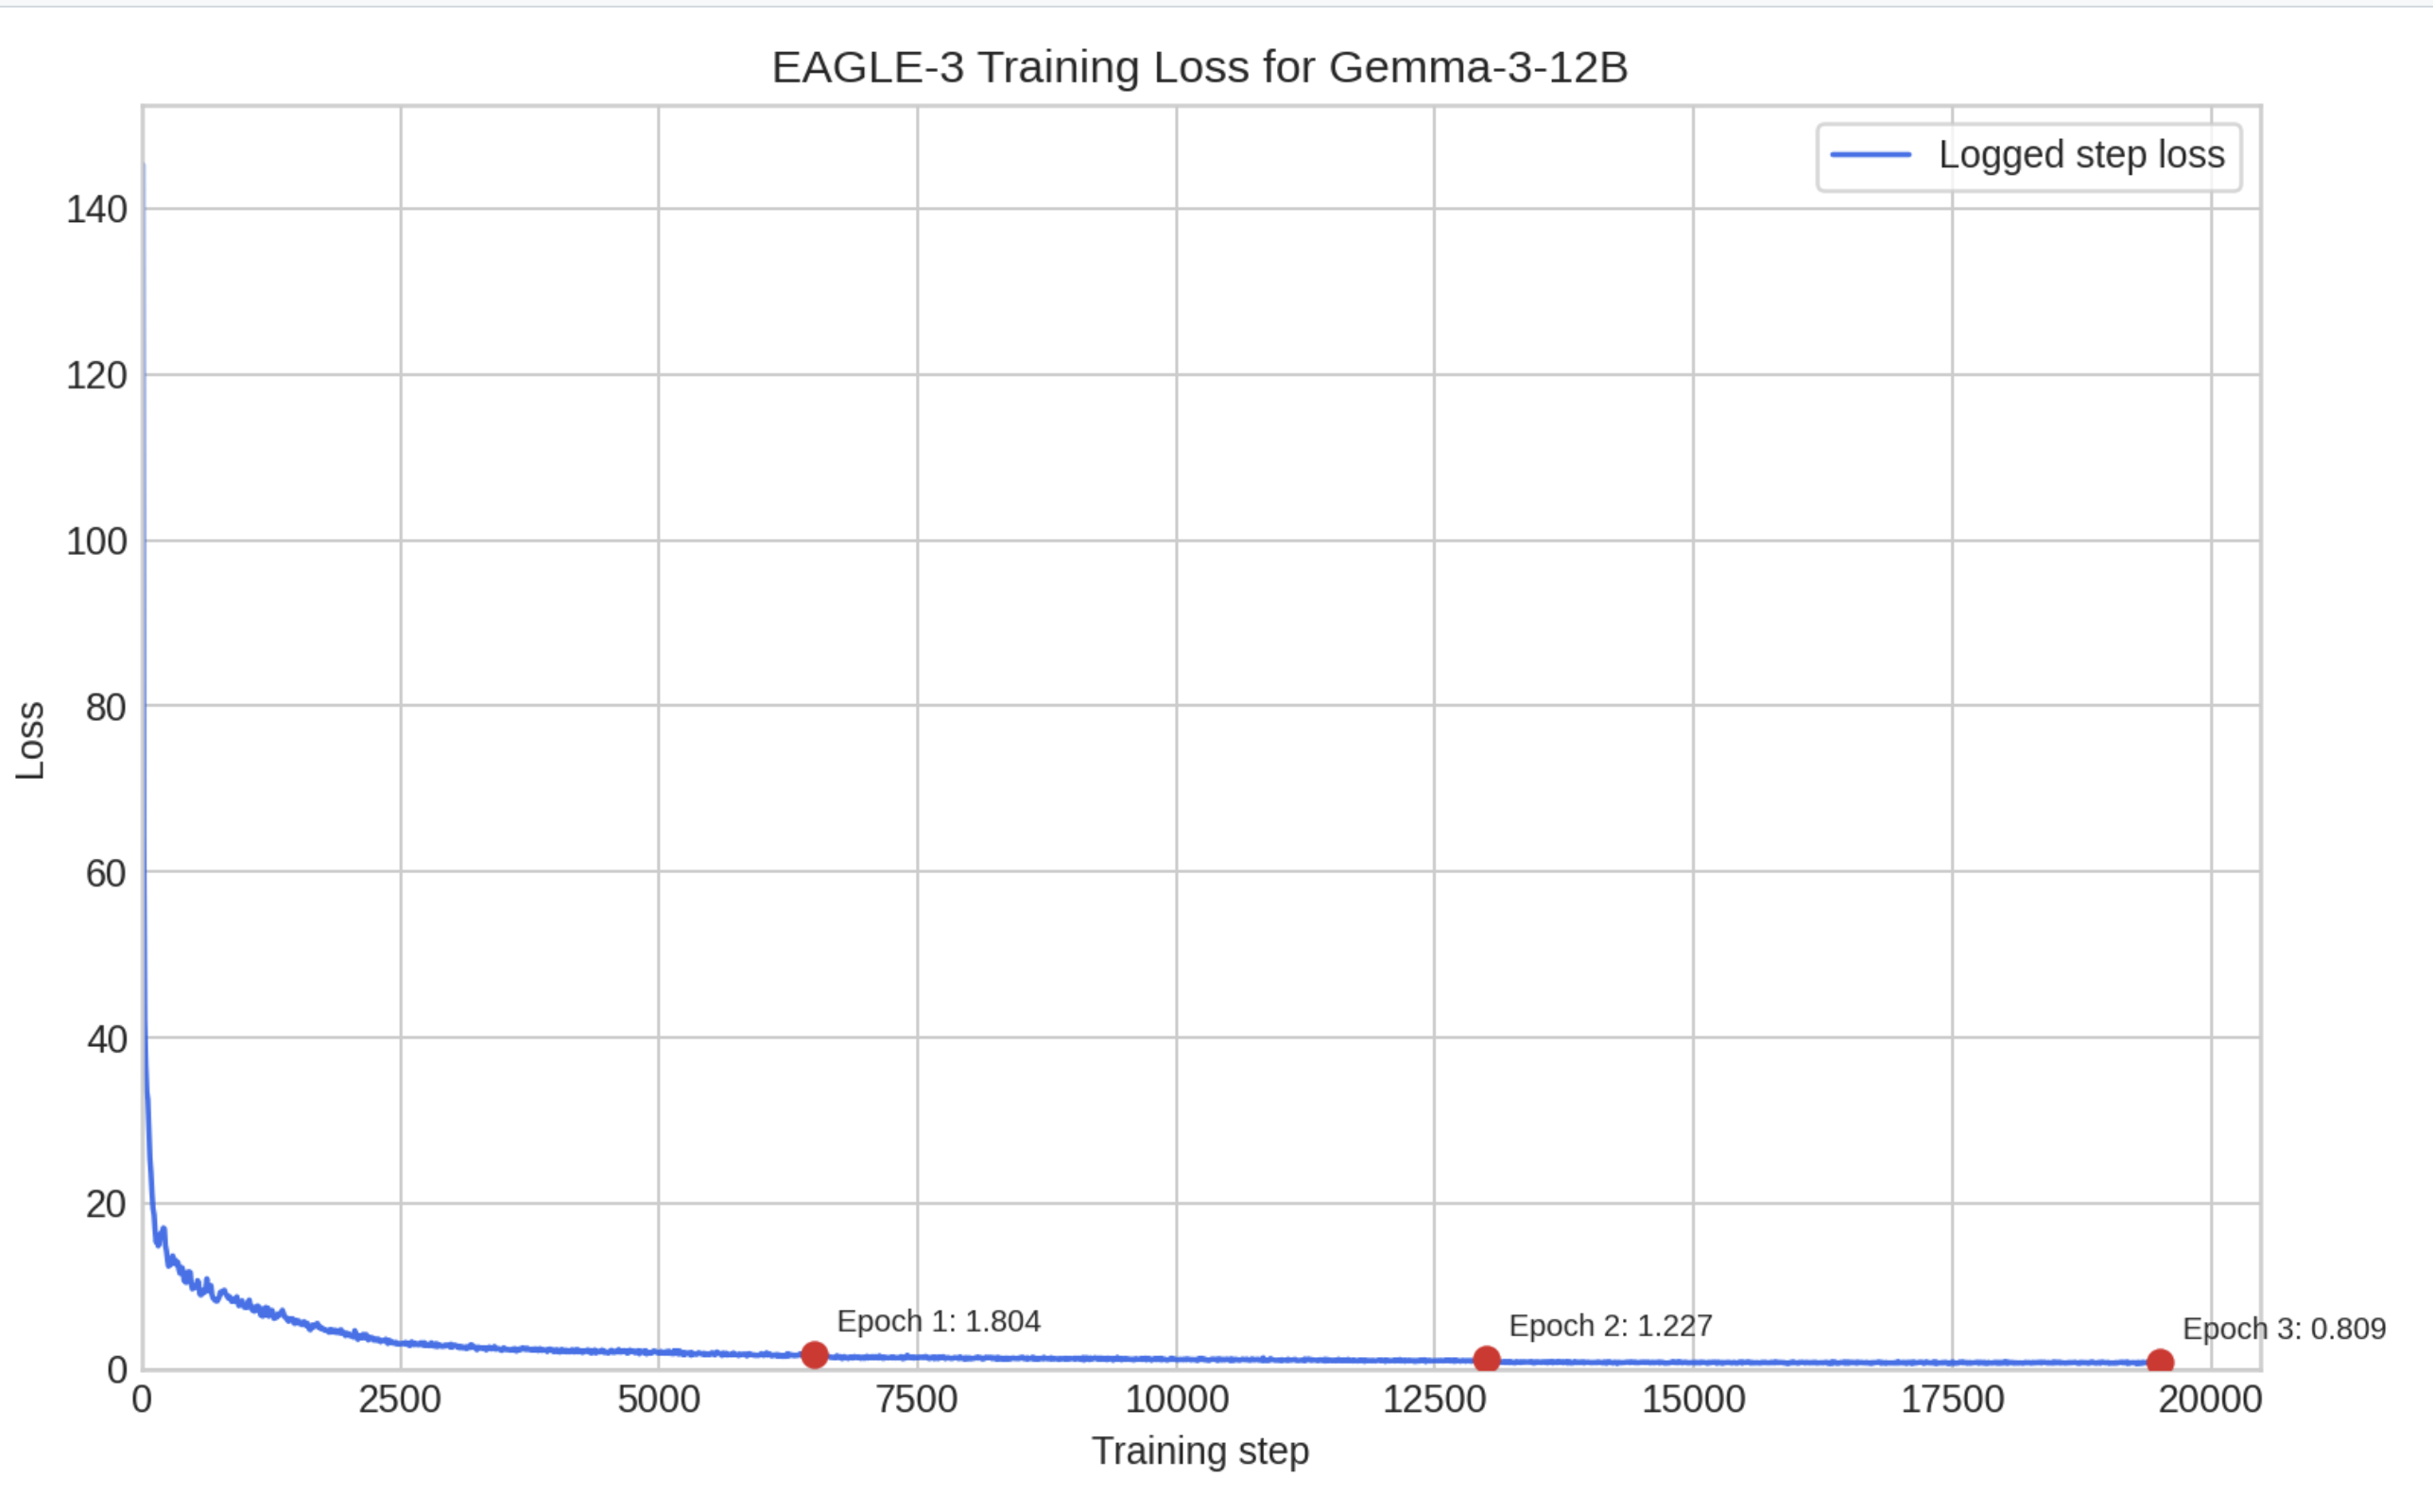 EAGLE-3 Training Loss for Gemma-3-12B
Logged step loss
140
120
100
80
60
40
20
0
Loss
Epoch 1: 1.804
Epoch 2: 1.227
Epoch 3: 0.809
0 2500 5000 7500 10000 12500 15000 17500 20000
Training step